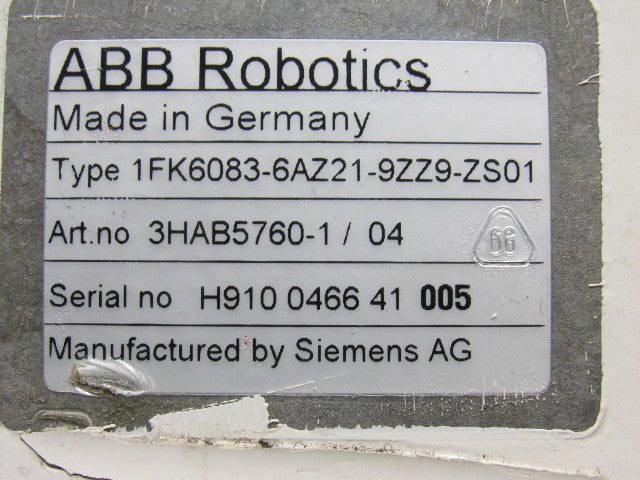 ABB Robotics
Made in Germany
Type 1FK6083-6AZ21-9ZZ9-ZS01
Art.no 3HAB5760-1 / 04
Serial no H910 0466 41 005
Manufactured by Siemens AG